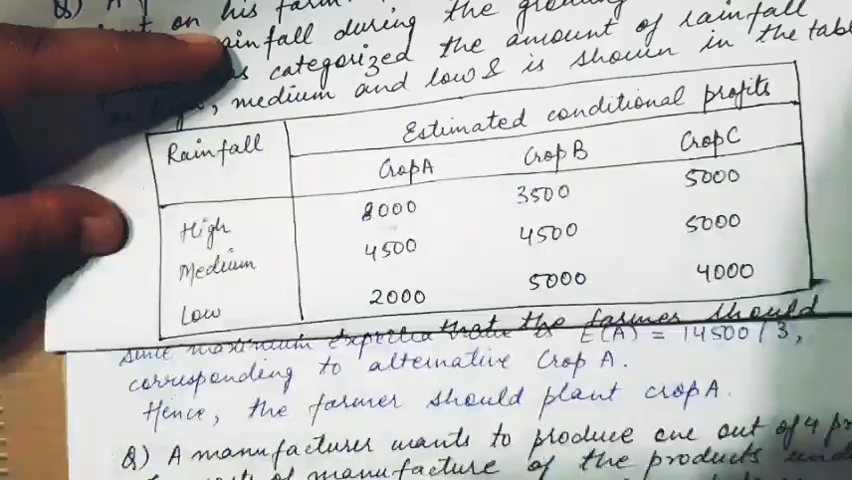 Q) A
on his farm
rainfall during the
categorized the amount of rainfall
, medium and low & is shown in the table
Rainfall Estimated conditional profits
Crop A Crop B Crop C
High 8000 3500 5000
Medium 4500 4500 5000
Low 2000 5000 4000
the farmer should
E(A) = 14500/3,
corresponding to alternative Crop A.
Hence, the farmer should plant crop A.
Q) A manufacturer wants to produce one out of 4
of manufacture of the products